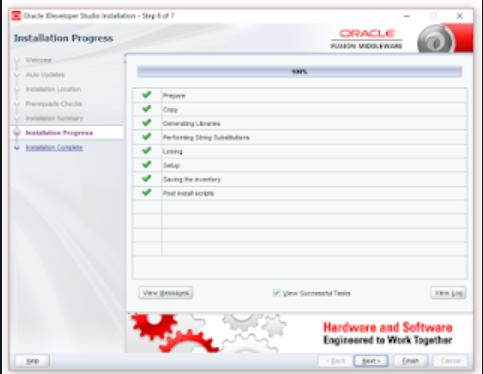 Oracle JDeveloper Studio Installation - Step 6 of 7
Installation Progress
ORACLE
FUSION MIDDLEWARE
Welcome
Auto Updates
Installation Location
Prerequisite Checks
Installation Summary
Installation Progress
Installation Complete
100%
Prepare
Copy
Generating Libraries
Performing String Substitutions
Linking
Setup
Saving the inventory
Post install scripts
View Messages
View Successful Tasks
View Log
Hardware and Software
Engineered to Work Together
Help
< Back
Next >
Finish
Cancel